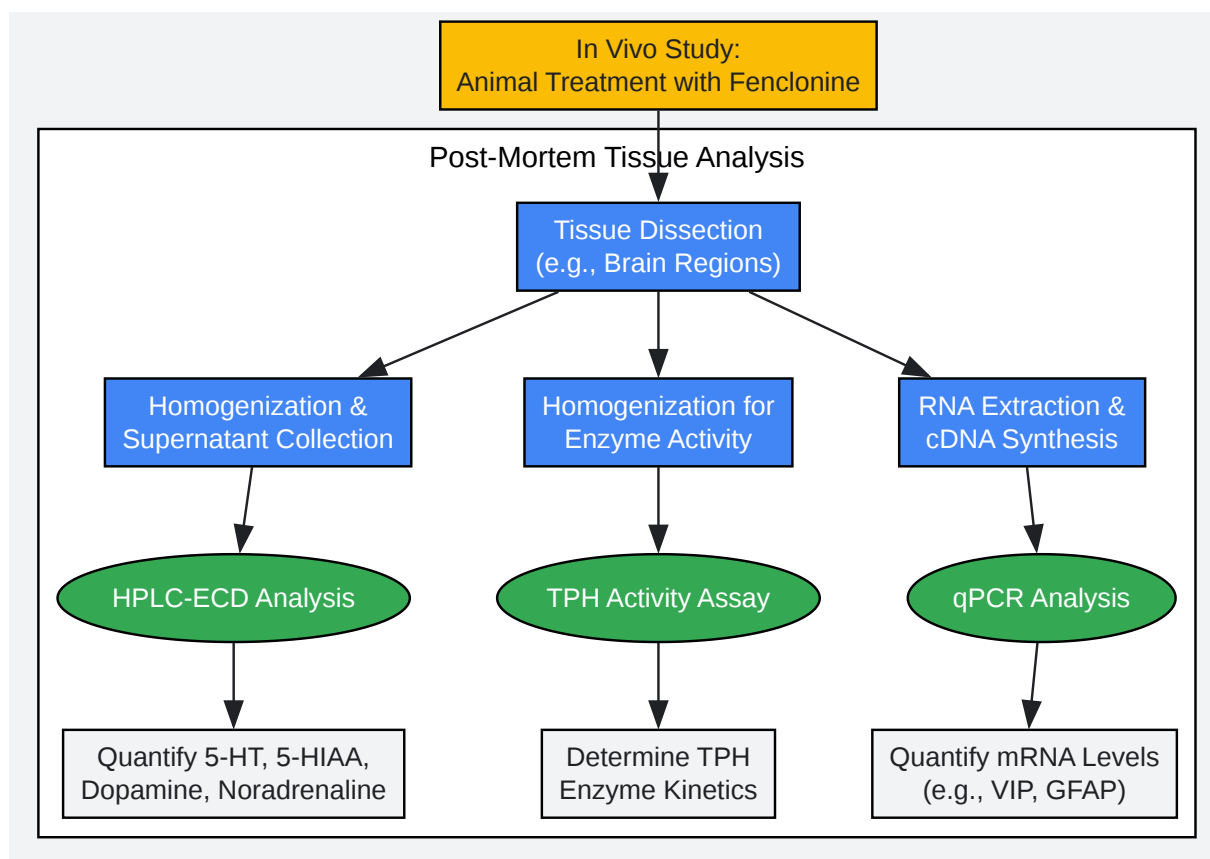 In Vivo Study:
Animal Treatment with Fenclonine
Post-Mortem Tissue Analysis
Tissue Dissection
(e.g., Brain Regions)
Homogenization &
Supernatant Collection
Homogenization for
Enzyme Activity
RNA Extraction &
cDNA Synthesis
HPLC-ECD Analysis
TPH Activity Assay
qPCR Analysis
Quantify 5-HT, 5-HIAA,
Dopamine, Noradrenaline
Determine TPH
Enzyme Kinetics
Quantify mRNA Levels
(e.g., VIP, GFAP)